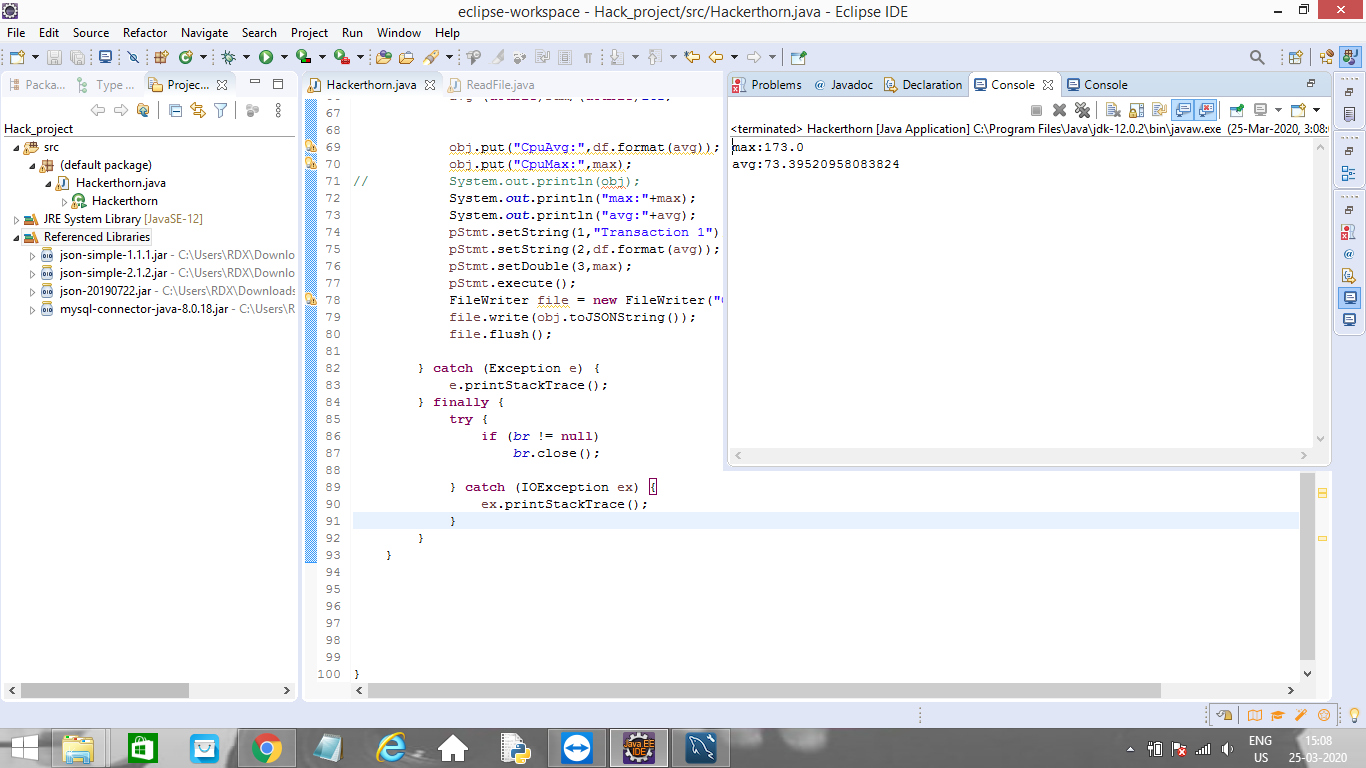 eclipse-workspace - Hack_project/src/Hackerthorn.java - Eclipse IDE
File Edit Source Refactor Navigate Search Project Run Window Help
Packa... Type ... Projec...
Hack_project
src
(default package)
Hackerthorn.java
Hackerthorn
JRE System Library [JavaSE-12]
Referenced Libraries
json-simple-1.1.1.jar - C:\Users\RDX\Downlo
json-simple-2.1.2.jar - C:\Users\RDX\Downlo
json-20190722.jar - C:\Users\RDX\Downloads
mysql-connector-java-8.0.18.jar - C:\Users\R
Hackerthorn.java ReadFile.java
67
68
69 obj.put("CpuAvg:",df.format(avg));
70 obj.put("CpuMax:",max);
71 // System.out.println(obj);
72 System.out.println("max:"+max);
73 System.out.println("avg:"+avg);
74 pStmt.setString(1,"Transaction 1")
75 pStmt.setString(2,df.format(avg));
76 pStmt.setDouble(3,max);
77 pStmt.execute();
78 FileWriter file = new FileWriter("
79 file.write(obj.toJSONString());
80 file.flush();
81
82 } catch (Exception e) {
83 e.printStackTrace();
84 } finally {
85 try {
86 if (br != null)
87 br.close();
88
89 } catch (IOException ex) {
90 ex.printStackTrace();
91 }
92 }
93 }
94
95
96
97
98
99
100 }
Problems @ Javadoc Declaration Console Console
<terminated> Hackerthorn [Java Application] C:\Program Files\Java\jdk-12.0.2\bin\javaw.exe (25-Mar-2020, 3:08:
max:173.0
avg:73.39520958083824
Java EE
IDE
ENG
US
15:08
25-03-2020